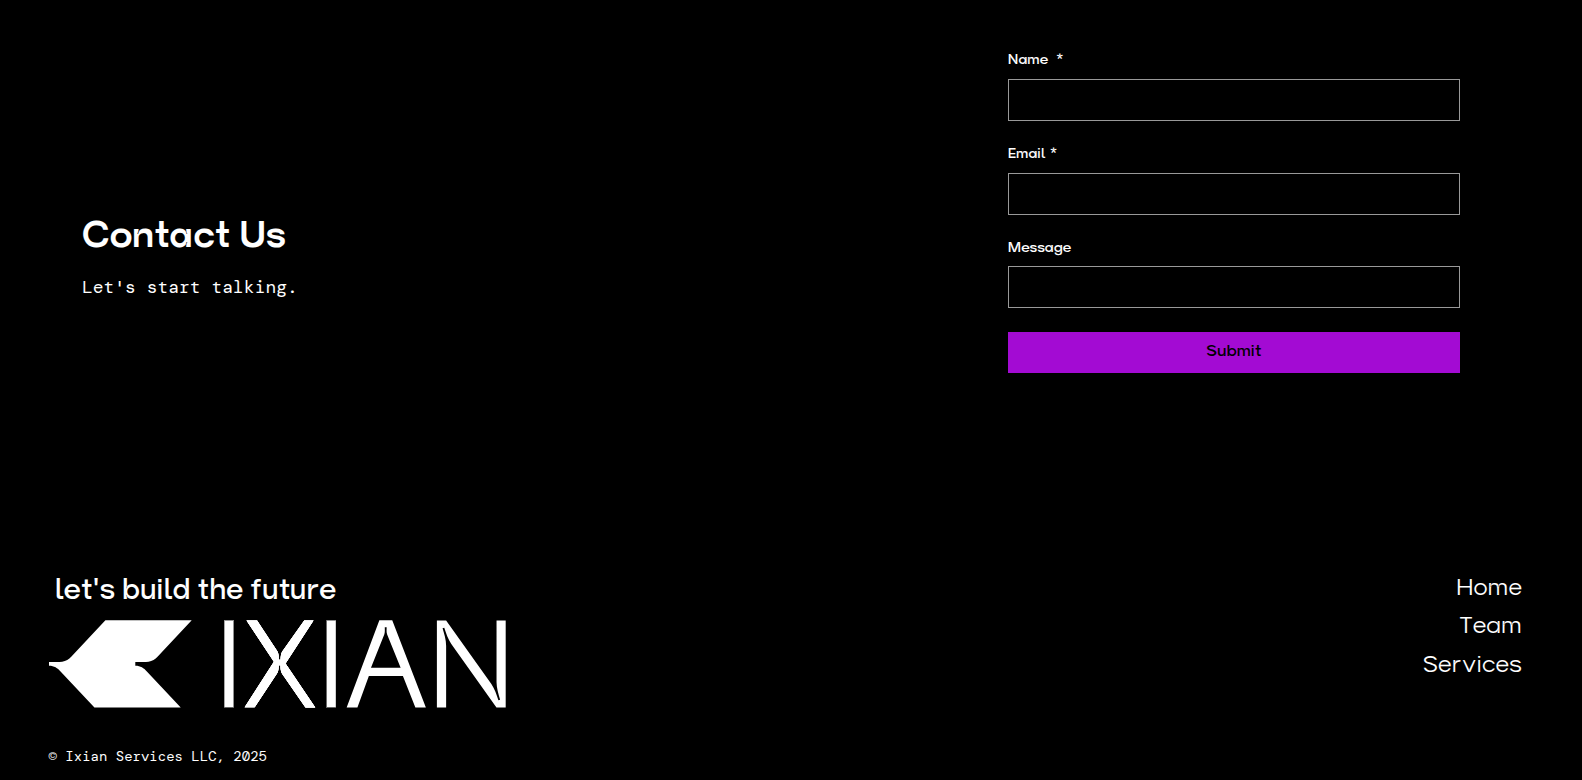 Contact Us
Let's start talking.
Name *
Email *
Message
Submit
let's build the future
IXIAN
© Ixian Services LLC, 2025
Home
Team
Services